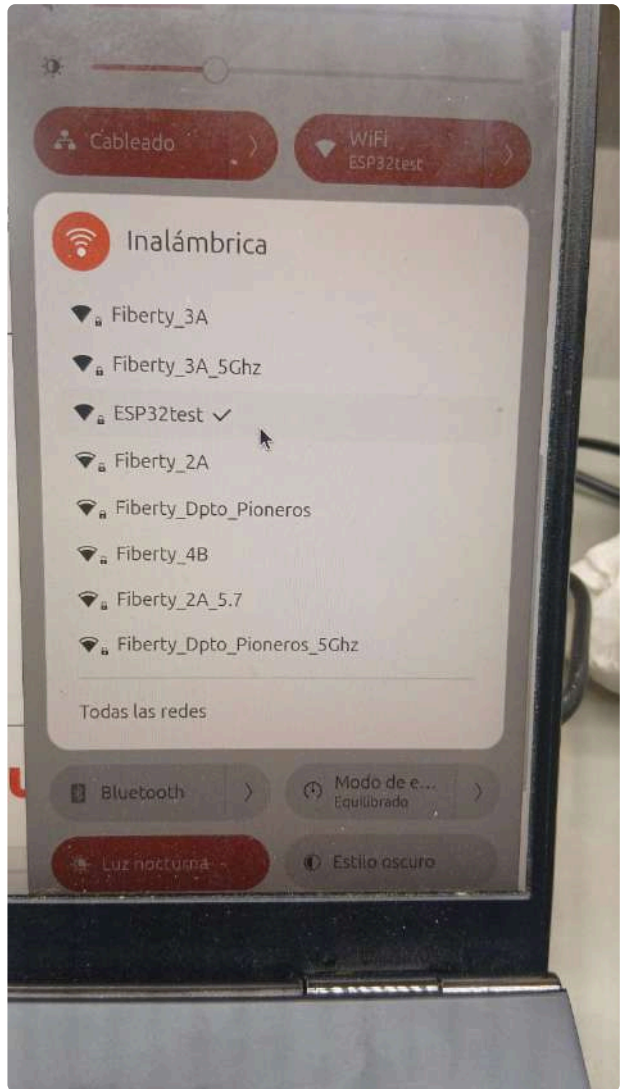 Cableado
WiFi
ESP32test
Inalámbrica
Fiberty_3A
Fiberty_3A_5Ghz
ESP32test
Fiberty_2A
Fiberty_Dpto_Pioneros
Fiberty_4B
Fiberty_2A_5.7
Fiberty_Dpto_Pioneros_5Ghz
Todas las redes
Bluetooth
Modo de e...
Equilibrado
Luz nocturna
Estilo oscuro